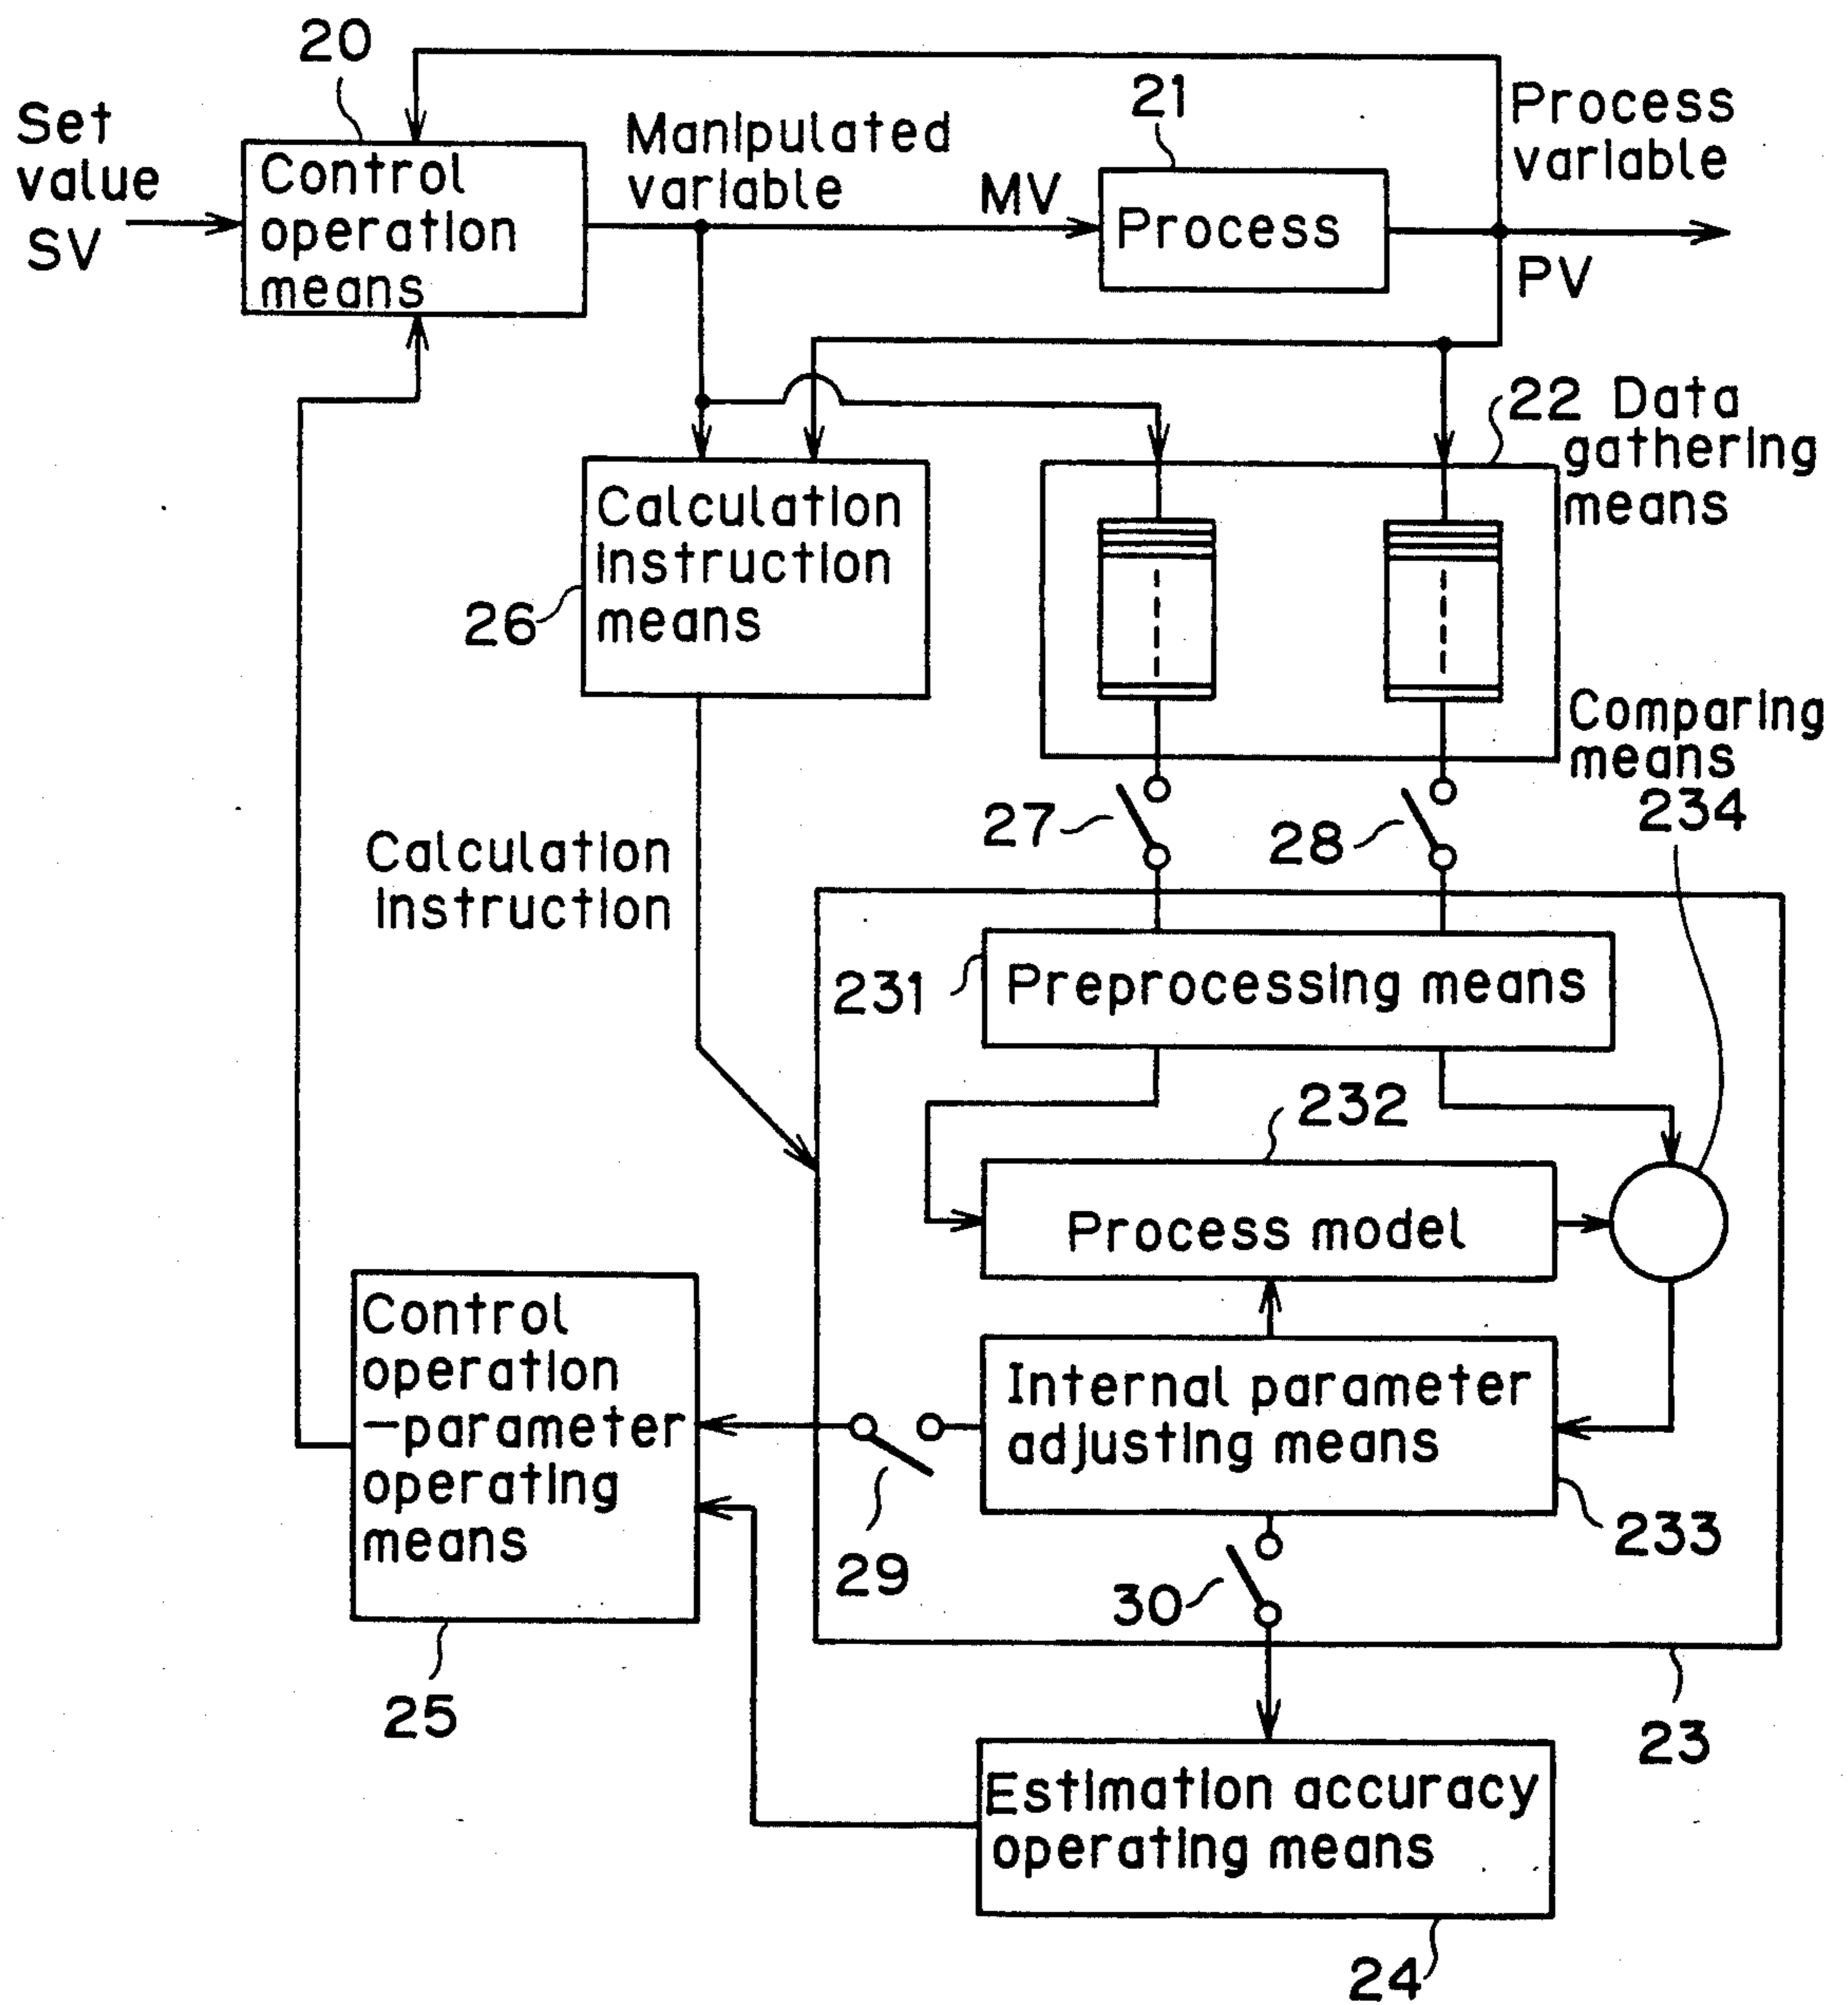 20
Set
value
SV
Control
operation
means
Manipulated
variable
MV
21
Process
Process
variable
PV
22 Data
gathering
means
Calculation
instruction
means
26
Comparing
means
234
27
28
Calculation
instruction
231
Preprocessing means
232
Process model
Control
operation
-parameter
operating
means
Internal parameter
adjusting means
29
233
30
25
23
Estimation accuracy
operating means
24